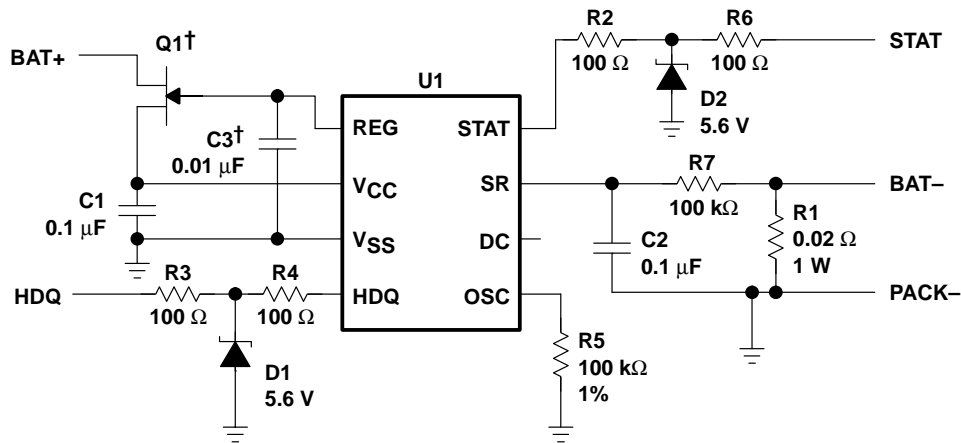 BAT+
Q1†
C3†
0.01 μF
C1
0.1 μF
HDQ
R3
100 Ω
R4
100 Ω
D1
5.6 V
U1
REG
VCC
VSS
HDQ
STAT
SR
DC
OSC
R2
100 Ω
R6
100 Ω
STAT
D2
5.6 V
R7
100 kΩ
BAT–
C2
0.1 μF
R1
0.02 Ω
1 W
PACK–
R5
100 kΩ
1%